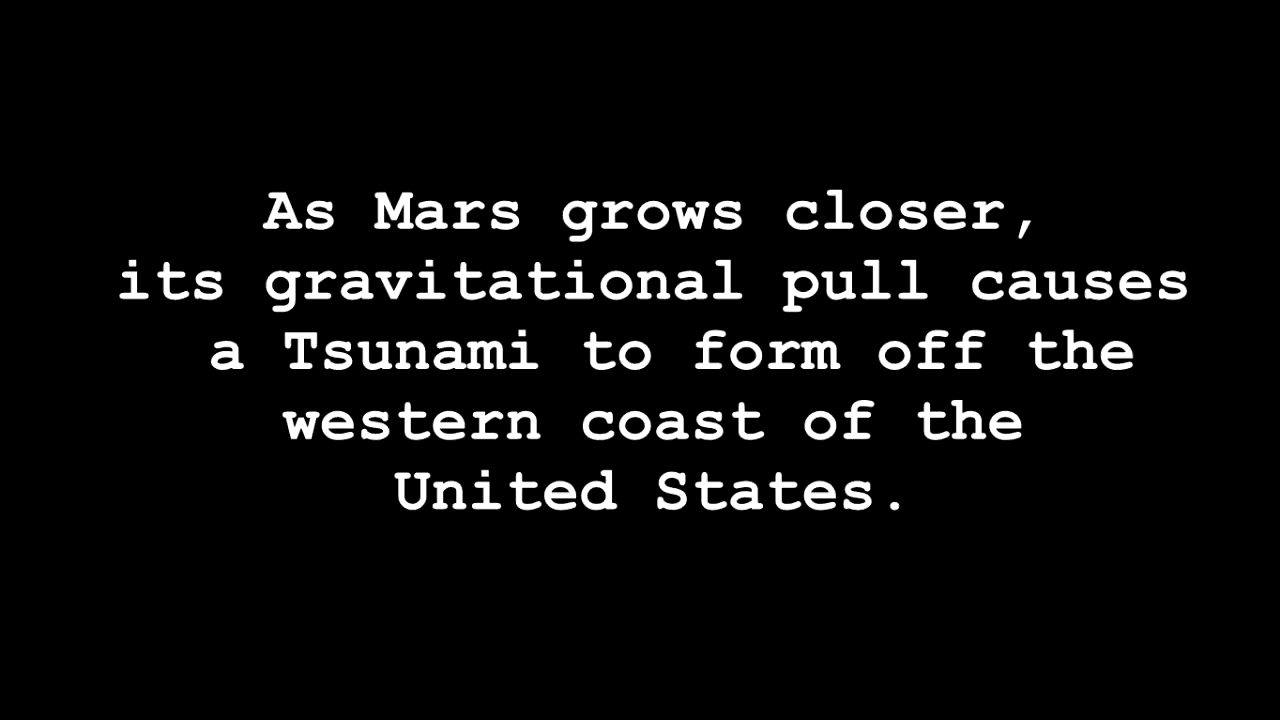 As Mars grows closer,
its gravitational pull causes
a Tsunami to form off the
western coast of the
United States.